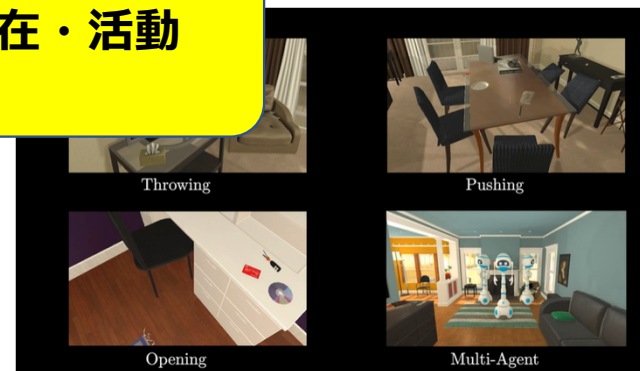 在・活動
Throwing
Pushing
Opening
Multi-Agent